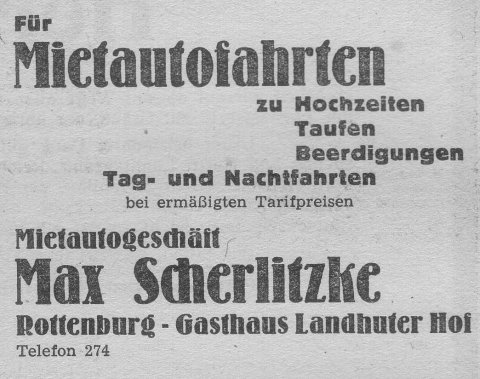 Für
Mietautofahrten
zu Hochzeiten
Taufen
Beerdigungen
Tag- und Nachtfahrten
bei ermäßigten Tarifpreisen
Mietautogeschäft
Max Scherlitzke
Rottenburg - Gasthaus Landhuter Hof
Telefon 274